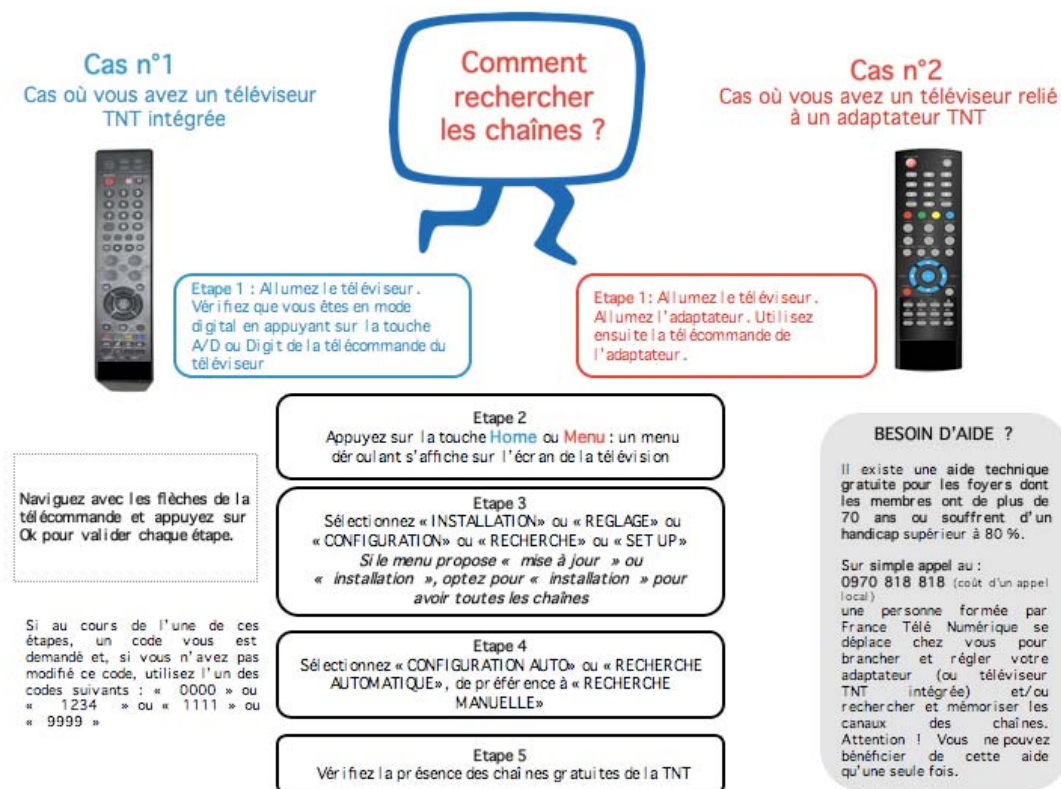 Cas n°1
Cas où vous avez un téléviseur
TNT intégrée
Comment
rechercher
les chaînes ?
Cas n°2
Cas où vous avez un téléviseur relié
à un adaptateur TNT
Etape 1 : Allumez le téléviseur.
Vérifiez que vous êtes en mode
digital en appuyant sur la touche
A/D ou Digit de la télécommande du
téléviseur
Etape 1: Allumez le téléviseur.
Allumez l'adaptateur. Utilisez
ensuite la télécommande de
l'adaptateur.
Etape 2
Appuyez sur la touche Home ou Menu : un menu
déroulant s'affiche sur l'écran de la télévision
Naviguez avec les flèches de la
télécommande et appuyez sur
Ok pour valider chaque étape.
Etape 3
Sélectionnez « INSTALLATION» ou « REGLAGE» ou
« CONFIGURATION» ou « RECHERCHE» ou « SET UP»
Si le menu propose « mise à jour » ou
« installation », optez pour « installation » pour
avoir toutes les chaînes
Si au cours de l'une de ces
étapes, un code vous est
demandé et, si vous n'avez pas
modifié ce code, utilisez l'un des
codes suivants : « 0000 » ou
« 1234 » ou « 1111 » ou
« 9999 »
Etape 4
Sélectionnez « CONFIGURATION AUTO» ou « RECHERCHE
AUTOMATIQUE», de préférence à « RECHERCHE
MANUELLE»
Etape 5
Vérifiez la présence des chaînes gratuites de la TNT
BESOIN D'AIDE ?
Il existe une aide technique
gratuite pour les foyers dont
les membres ont de plus de
70 ans ou souffrent d'un
handicap supérieur à 80 %.
Sur simple appel au :
0970 818 818 (coût d'un appel
local)
une personne formée par
France Télé Numérique se
déplace chez vous pour
brancher et régler votre
adaptateur (ou téléviseur
TNT intégrée) et/ou
rechercher et mémoriser les
canaux des chaînes.
Attention ! Vous ne pouvez
bénéficier de cette aide
qu'une seule fois.